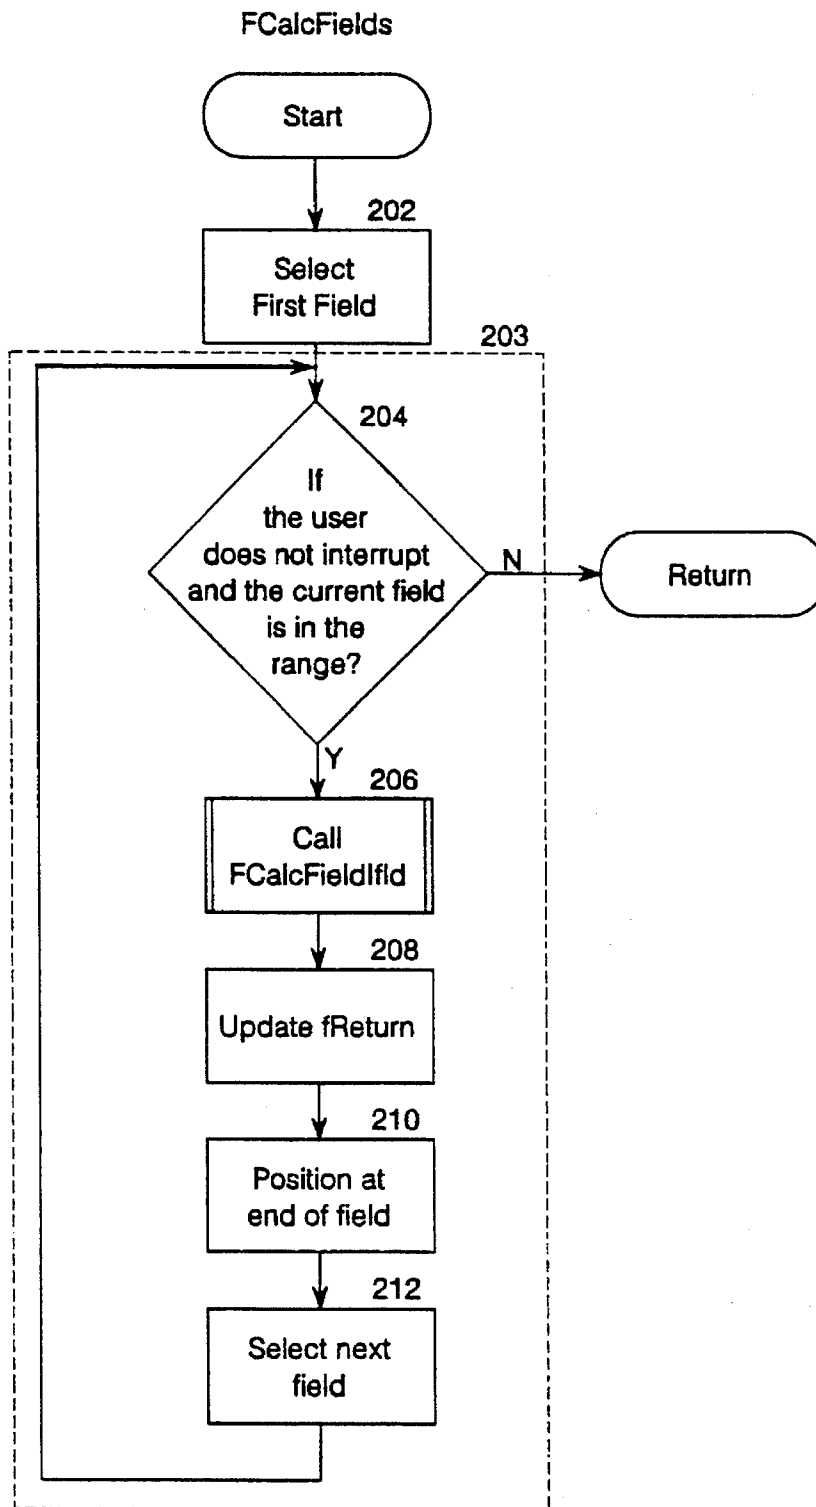 FCalcFields
Start
202
Select
First Field
203
204
If
the user
does not interrupt
and the current field
is in the
range?
N
Return
Y
206
Call
FCalcFieldIfld
208
Update fReturn
210
Position at
end of field
212
Select next
field